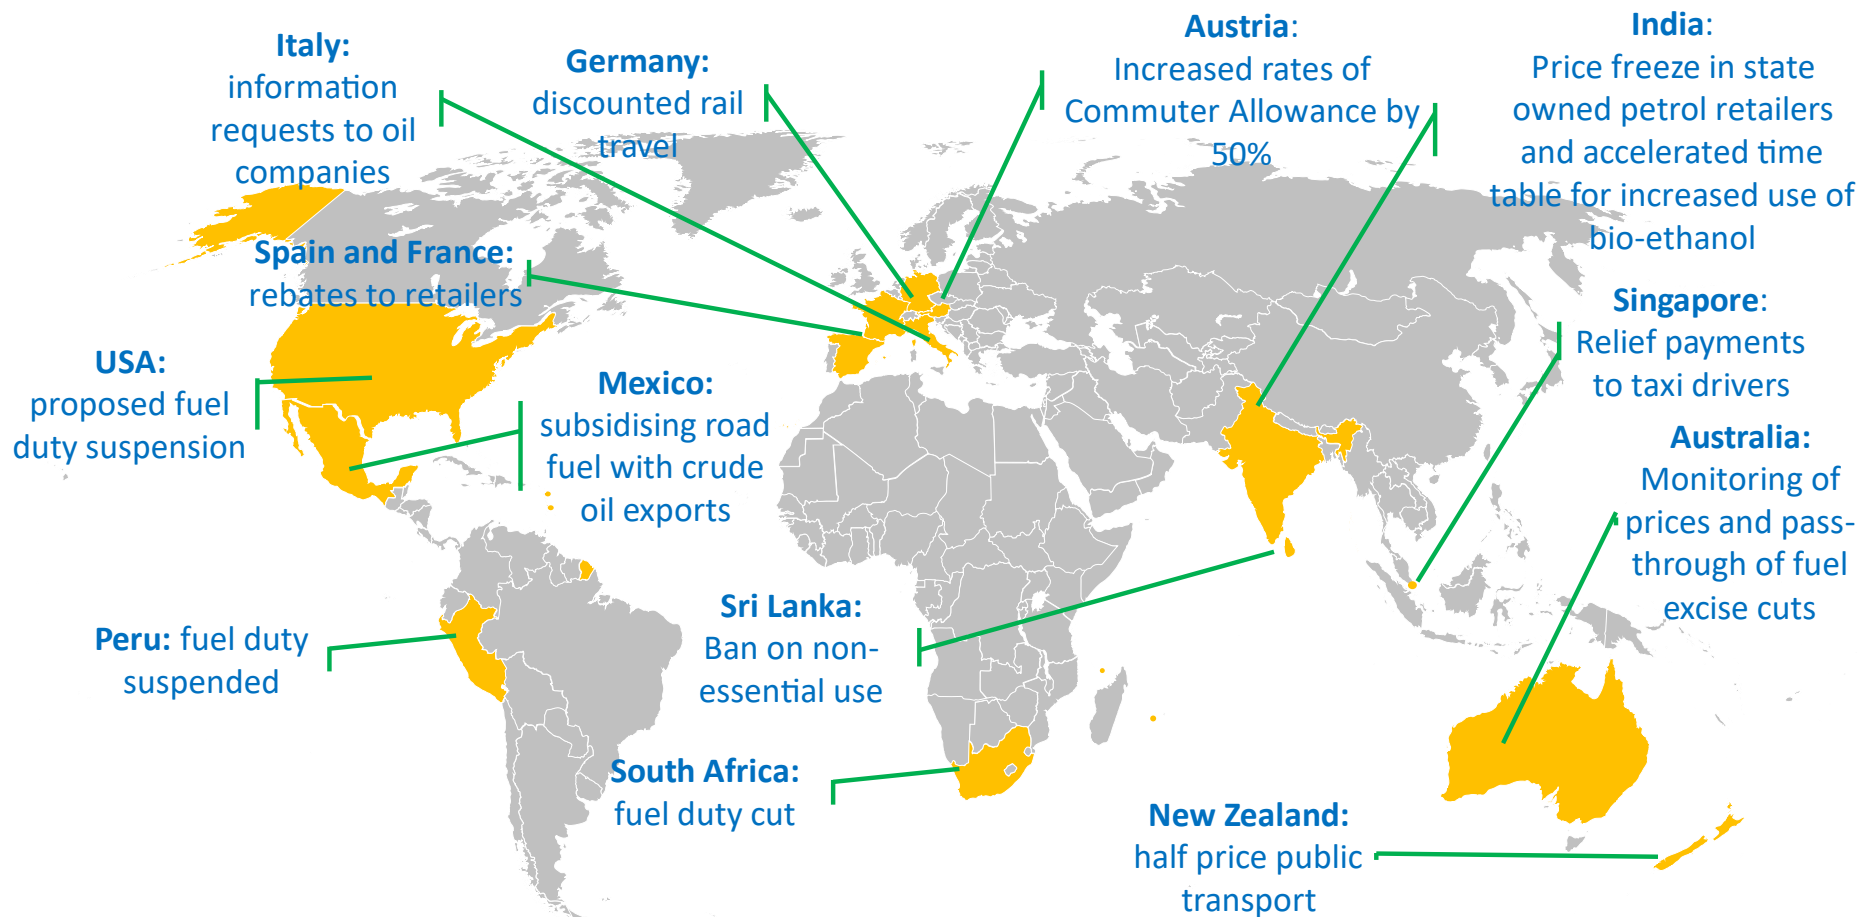 Italy:
information
requests to oil
companies
Germany:
discounted rail
travel
Austria:
Increased rates of
Commuter Allowance by
50%
India:
Price freeze in state
owned petrol retailers
and accelerated time
table for increased use of
bio-ethanol
Spain and France:
rebates to retailers
Singapore:
Relief payments
to taxi drivers
USA:
proposed fuel
duty suspension
Mexico:
subsidising road
fuel with crude
oil exports
Australia:
Monitoring of
prices and pass-
through of fuel
excise cuts
Peru: fuel duty
suspended
Sri Lanka:
Ban on non-
essential use
South Africa:
fuel duty cut
New Zealand:
half price public
transport